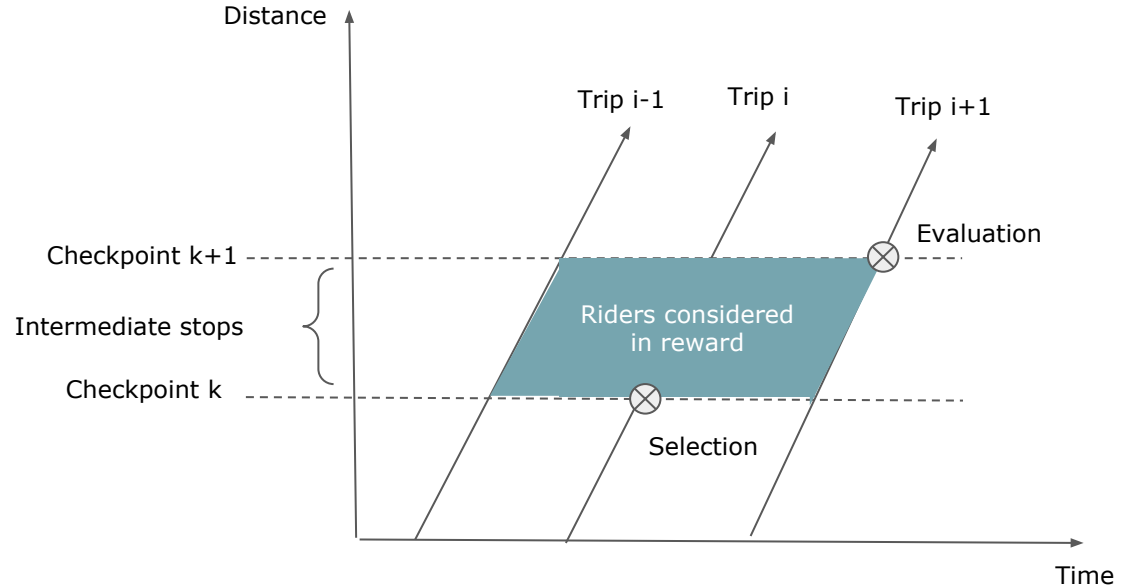 Distance
Trip i-1
Trip i
Trip i+1
Evaluation
Checkpoint k+1
Riders considered
in reward
Intermediate stops
Checkpoint k
Selection
Time